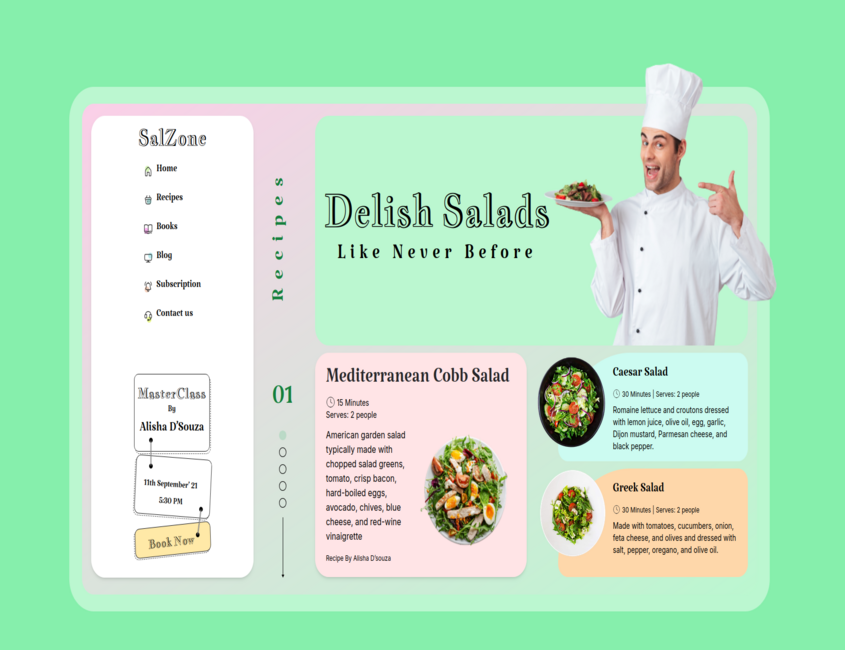 SalZone
Home
Recipes
Books
Blog
Subscription
Contact us
MasterClass
By
Alisha D'Souza
11th September' 21
5:30 PM
Book Now
Recipes
01
Delish Salads
Like Never Before
Mediterranean Cobb Salad
15 Minutes
Serves: 2 people
American garden salad
typically made with
chopped salad greens,
tomato, crisp bacon,
hard-boiled eggs,
avocado, chives, blue
cheese, and red-wine
vinaigrette
Recipe By Alisha D'souza
Caesar Salad
30 Minutes | Serves: 2 people
Romaine lettuce and croutons dressed
with lemon juice, olive oil, egg, garlic,
Dijon mustard, Parmesan cheese, and
black pepper.
Greek Salad
30 Minutes | Serves: 2 people
Made with tomatoes, cucumbers, onion,
feta cheese, and olives and dressed with
salt, pepper, oregano, and olive oil.